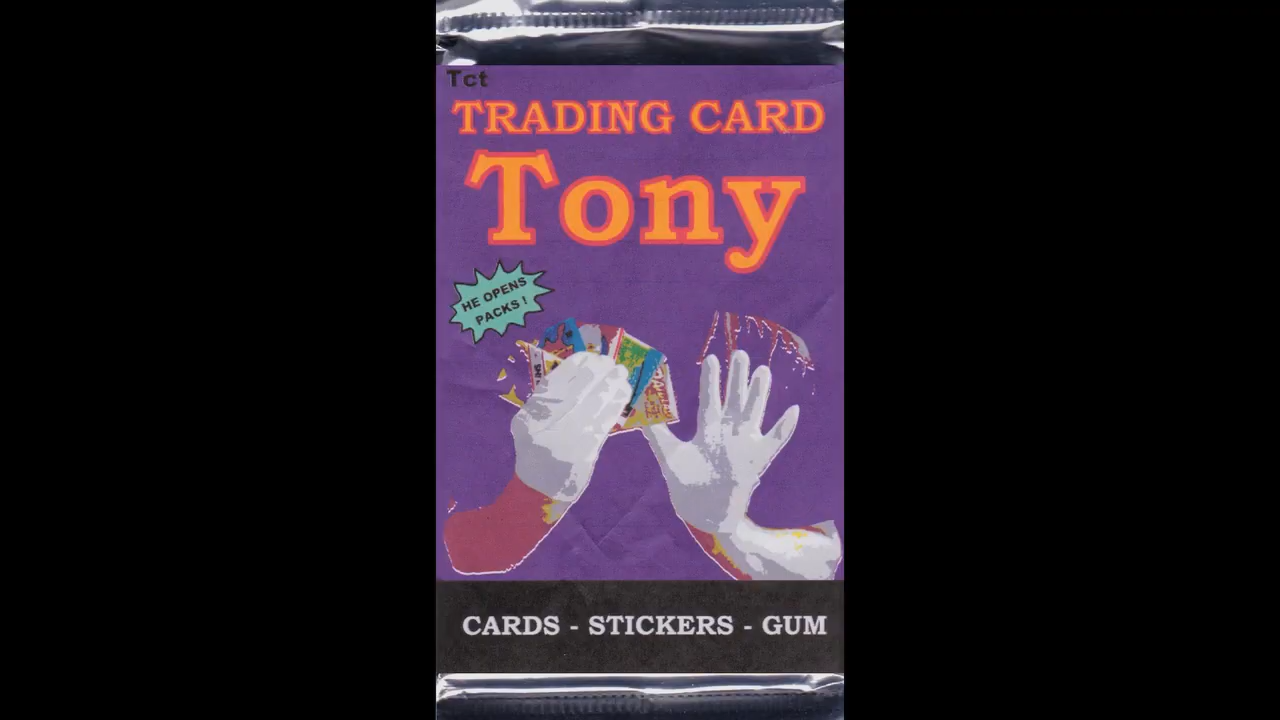 Tct
TRADING CARD
Tony
HE OPENS
PACKS!
CARDS - STICKERS - GUM